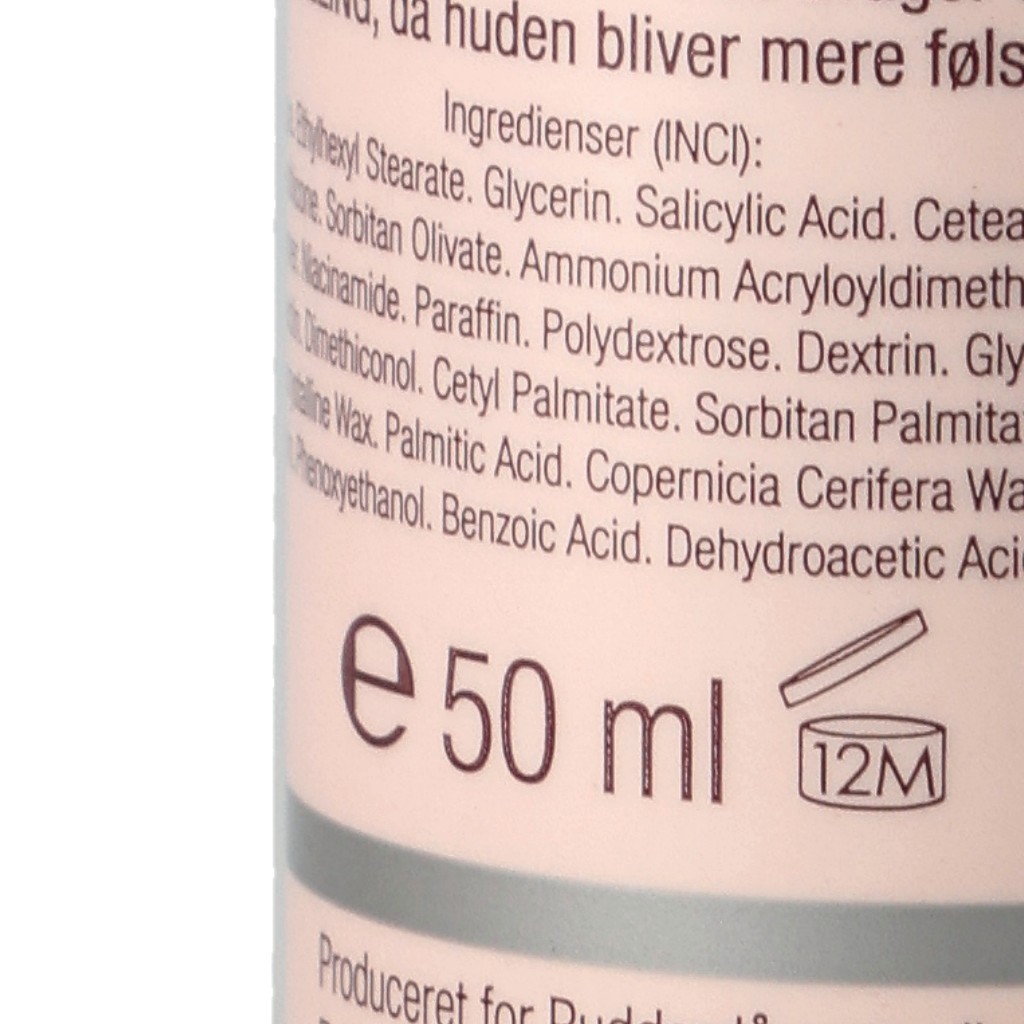 , da huden bliver mere føls
Ingredienser (INCI):
Ethylhexyl Stearate. Glycerin. Salicylic Acid. Cetea
Sorbitan Olivate. Ammonium Acryloyldimeth
Niacinamide. Paraffin. Polydextrose. Dextrin. Gly
Dimethiconol. Cetyl Palmitate. Sorbitan Palmita
Wax. Palmitic Acid. Copernicia Cerifera Wa
Phenoxyethanol. Benzoic Acid. Dehydroacetic Aci
e 50 ml
12M
Produceret for